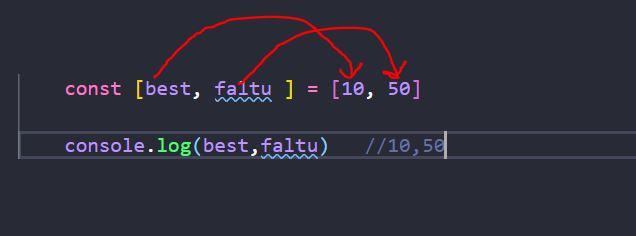 const [best, faltu ] = [10, 50]
console.log(best,faltu)   //10,50